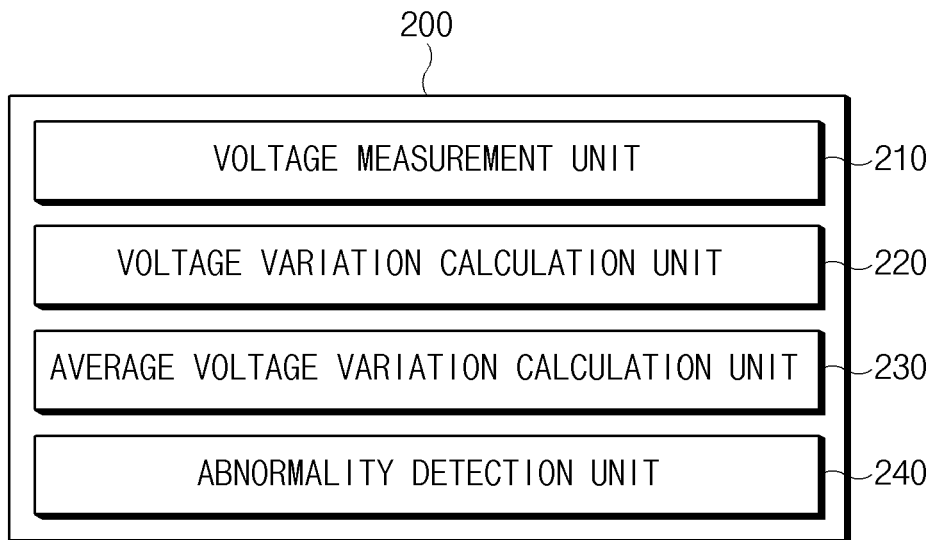 200
VOLTAGE MEASUREMENT UNIT
210
VOLTAGE VARIATION CALCULATION UNIT
220
AVERAGE VOLTAGE VARIATION CALCULATION UNIT
230
ABNORMALITY DETECTION UNIT
240